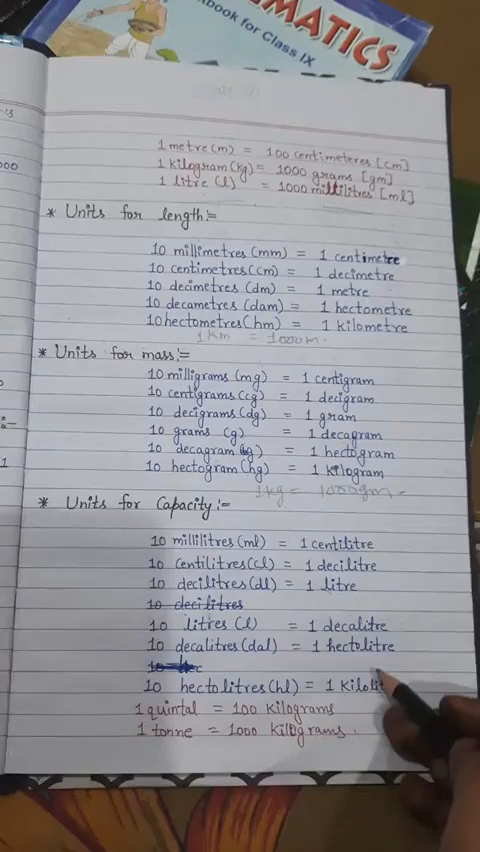 book for Class IX
MATICS
1 metre(m) = 100 centimeteres [cm]
1 kilogram(kg)= 1000 grams [gm]
1 litre (l) = 1000 millilitres [ml]
* Units for length:=
10 millimetres (mm) = 1 centimetre
10 centimetres(cm) = 1 decimetre
10 decimetres (dm) = 1 metre
10 decametres (dam) = 1 hectometre
10 hectometres(hm) = 1 kilometre
1 km = 1000m.
* Units for mass:=
10 milligrams (mg) = 1 centigram
10 centigrams (cg) = 1 decigram
10 decigrams (dg) = 1 gram
10 grams (g) = 1 decagram
10 decagram = 1 hectogram
10 hectogram (hg) = 1 kilogram
1kg = 1000gm
* Units for Capacity:=
10 millilitres (ml) = 1 centilitre
10 centilitres(cl) = 1 decilitre
10 decilitres(dl) = 1 litre
10 decilitres
10 litres (l) = 1 decalitre
10 decalitres (dal) = 1 hectolitre
10 hectolitres(hl) = 1 kilolit
1 quintal = 100 kilograms
1 tonne = 1000 kilograms.